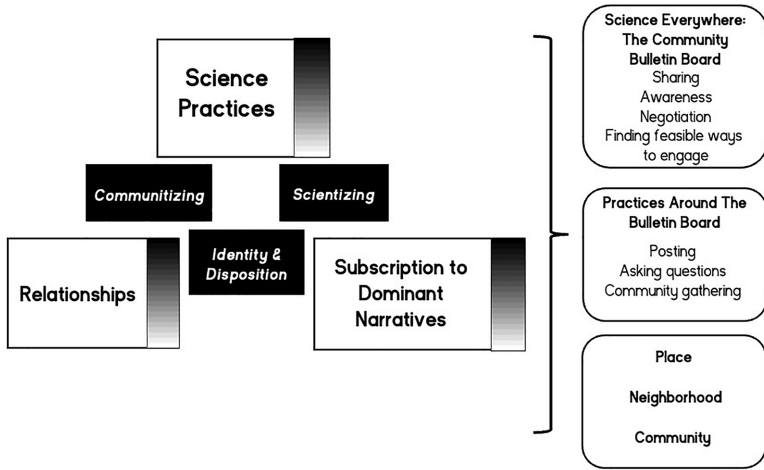 Science
Practices
Communitizing
Scientizing
Identity &
Disposition
Relationships
Subscription to
Dominant
Narratives
Science Everywhere:
The Community
Bulletin Board
Sharing
Awareness
Negotiation
Finding feasible ways
to engage
Practices Around The
Bulletin Board
Posting
Asking questions
Community gathering
Place
Neighborhood
Community